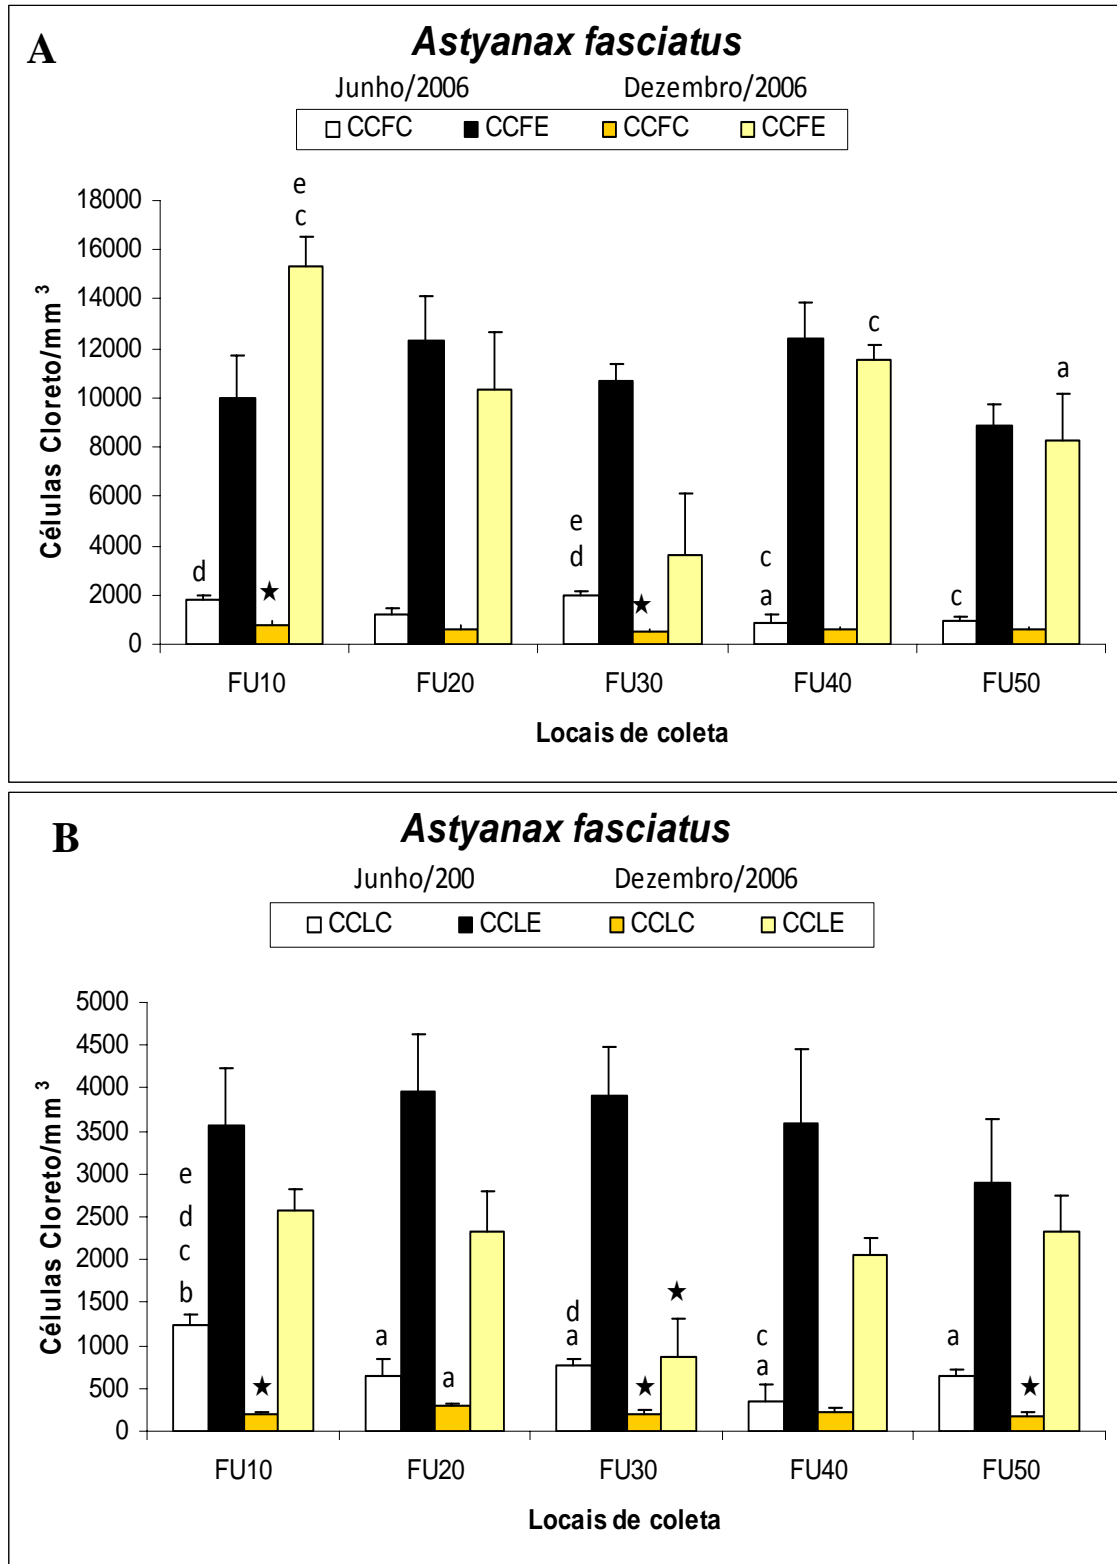 A
Astyanax fasciatus
Junho/2006 Dezembro/2006
CCFC CCFE CCFC CCFE
Células Cloreto/mm³
18000
16000
14000
12000
10000
8000
6000
4000
2000
0
d
e
c
e
d
c
a
c
c
a
FU10 FU20 FU30 FU40 FU50
Locais de coleta
B
Astyanax fasciatus
Junho/200 Dezembro/2006
CCLC CCLE CCLC CCLE
Células Cloreto/mm³
5000
4500
4000
3500
3000
2500
2000
1500
1000
500
0
e
d
c
b
a
a
d
a
c
a
a
FU10 FU20 FU30 FU40 FU50
Locais de coleta